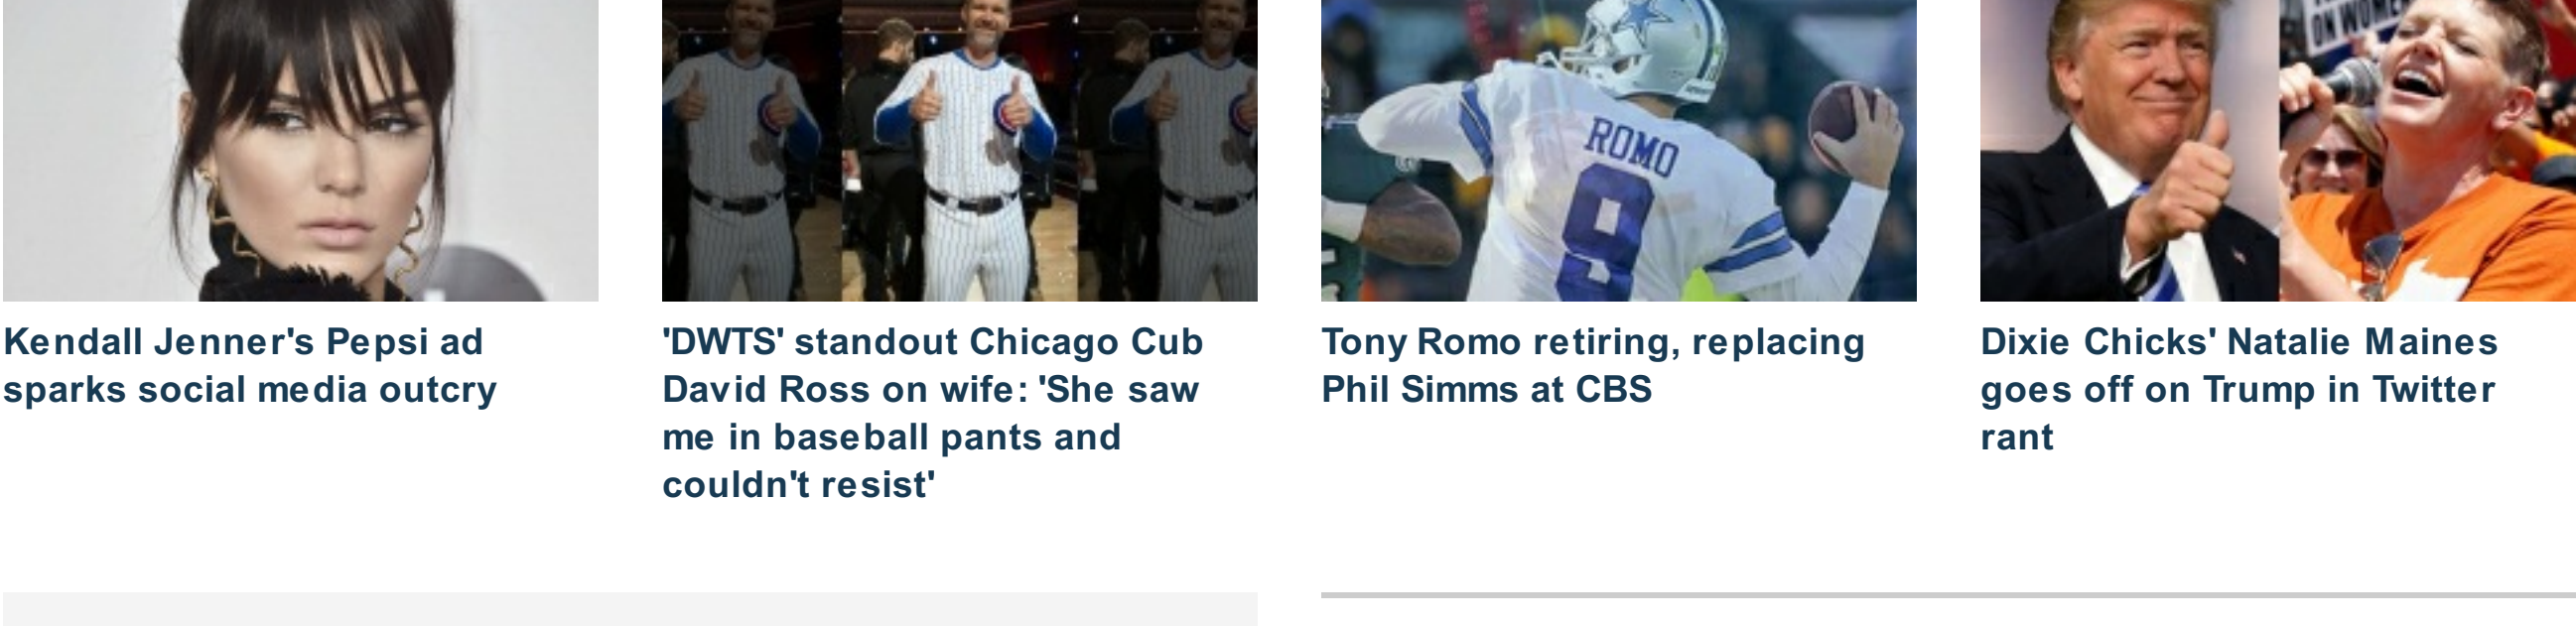 ON WOMEN
ROMO
9
Kendall Jenner's Pepsi ad
sparks social media outcry
'DWTS' standout Chicago Cub
David Ross on wife: 'She saw
me in baseball pants and
couldn't resist'
Tony Romo retiring, replacing
Phil Simms at CBS
Dixie Chicks' Natalie Maines
goes off on Trump in Twitter
rant